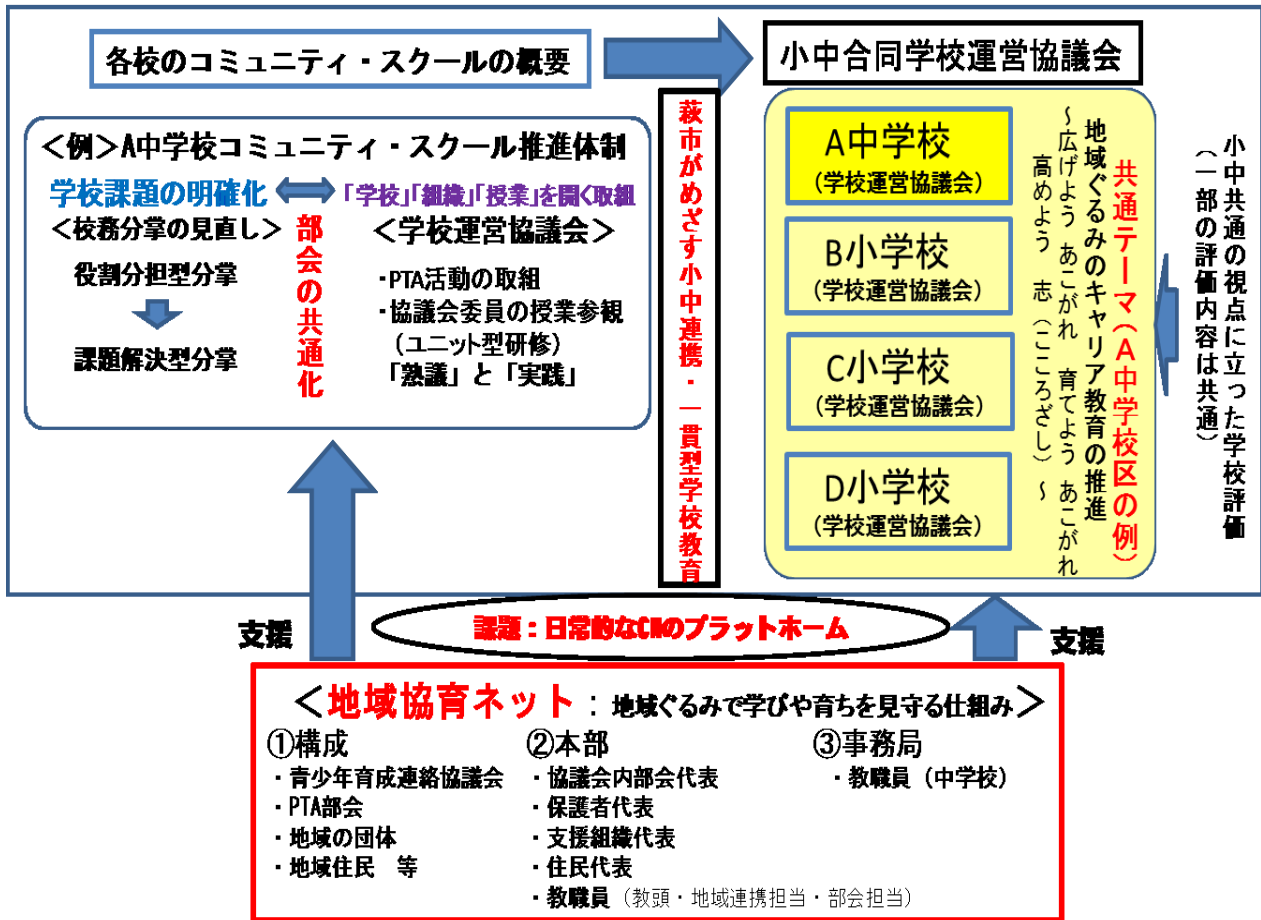 各校のコミュニティ・スクールの概要
小中合同学校運営協議会
<例>A中学校コミュニティ・スクール推進体制
学校課題の明確化
「学校」「組織」「授業」を開く取組
<校務分掌の見直し>
役割分担型分掌
課題解決型分掌
部会の共通化
<学校運営協議会>
・PTA活動の取組
・協議会委員の授業参観
(ユニット型研修)
「熟議」と「実践」
萩市がめざす小中連携・一貫型学校教育
A中学校
(学校運営協議会)
B小学校
(学校運営協議会)
C小学校
(学校運営協議会)
D小学校
(学校運営協議会)
共通テーマ(A中学校区の例)
地域ぐるみのキャリア教育の推進
~広げよう あこがれ 育てよう あこがれ
高めよう 志(こころざし)~
小中共通の視点に立った学校評価
(一部の評価内容は共通)
支援
課題:日常的なCNのプラットホーム
支援
<地域協育ネット:地域ぐるみで学びや育ちを見守る仕組み>
①構成
・青少年育成連絡協議会
・PTA部会
・地域の団体
・地域住民 等
②本部
・協議会内部会代表
・保護者代表
・支援組織代表
・住民代表
・教職員(教頭・地域連携担当・部会担当)
③事務局
・教職員(中学校)